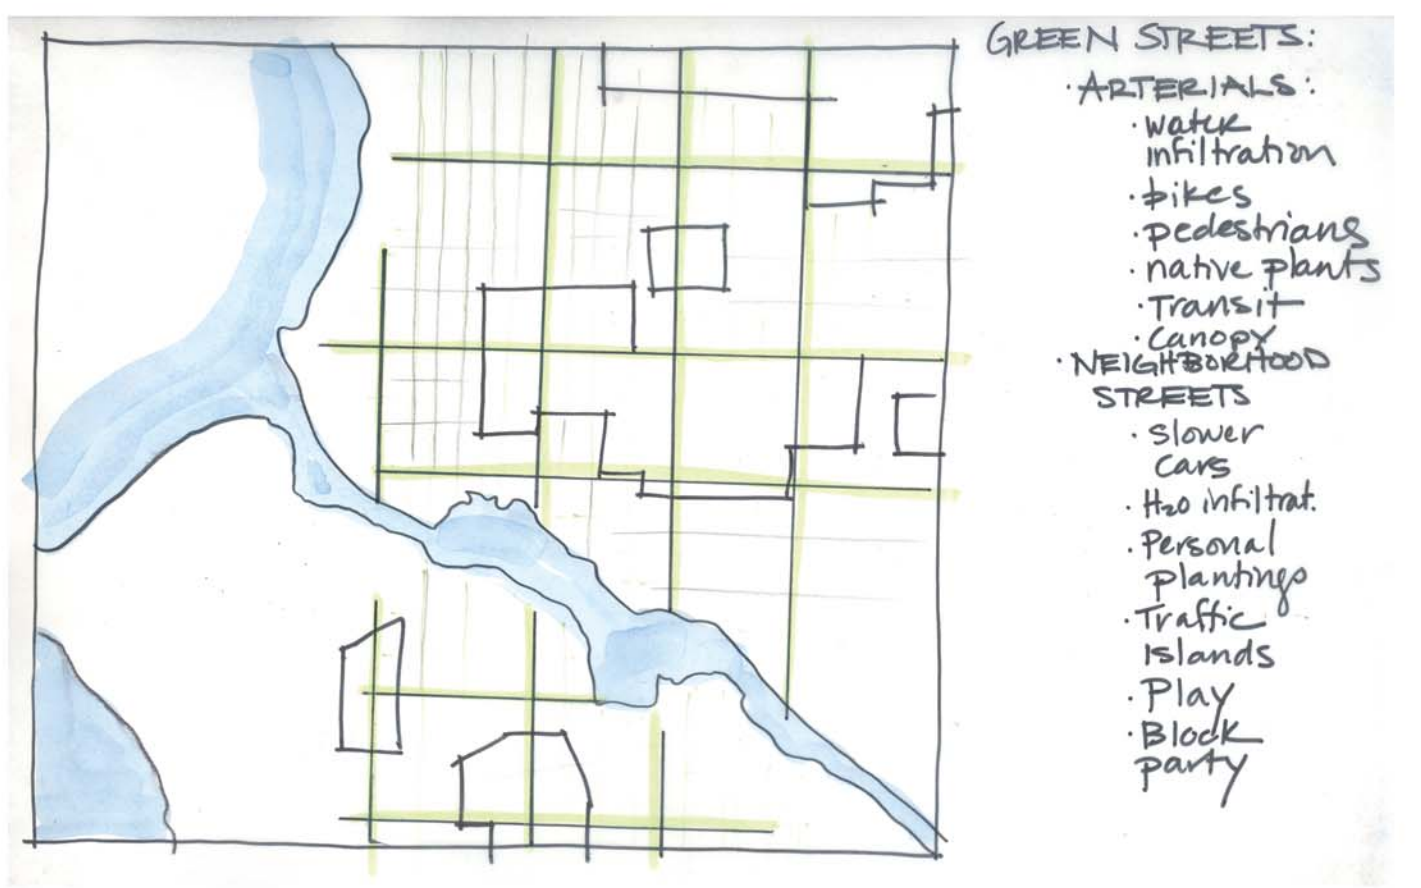 GREEN STREETS:
· ARTERIALS:
· water
infiltration
· bikes
· pedestrians
· native plants
· Transit
· Canopy
· NEIGHBORHOOD
STREETS
· Slower
Cars
· H2O infiltrat.
· Personal
plantings
· Traffic
Islands
· Play
· Block
party